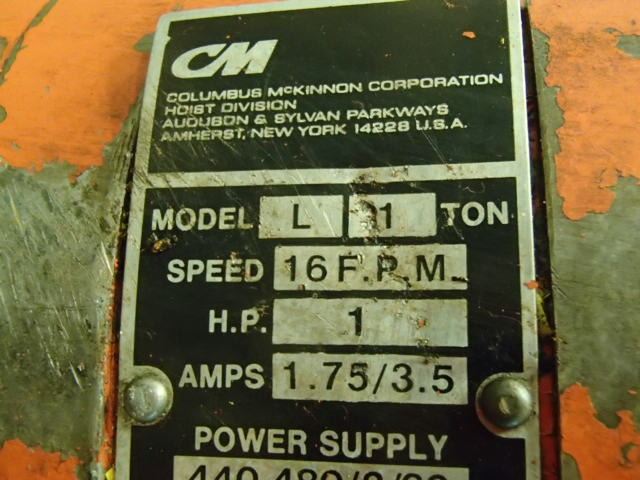 CM
COLUMBUS McKINNON CORPORATION
HOIST DIVISION
AUDUBON & SYLVAN PARKWAYS
AMHERST, NEW YORK 14228 U.S.A.
MODEL L 1 TON
SPEED 16 F.P.M.
H.P. 1
AMPS 1.75/3.5
POWER SUPPLY